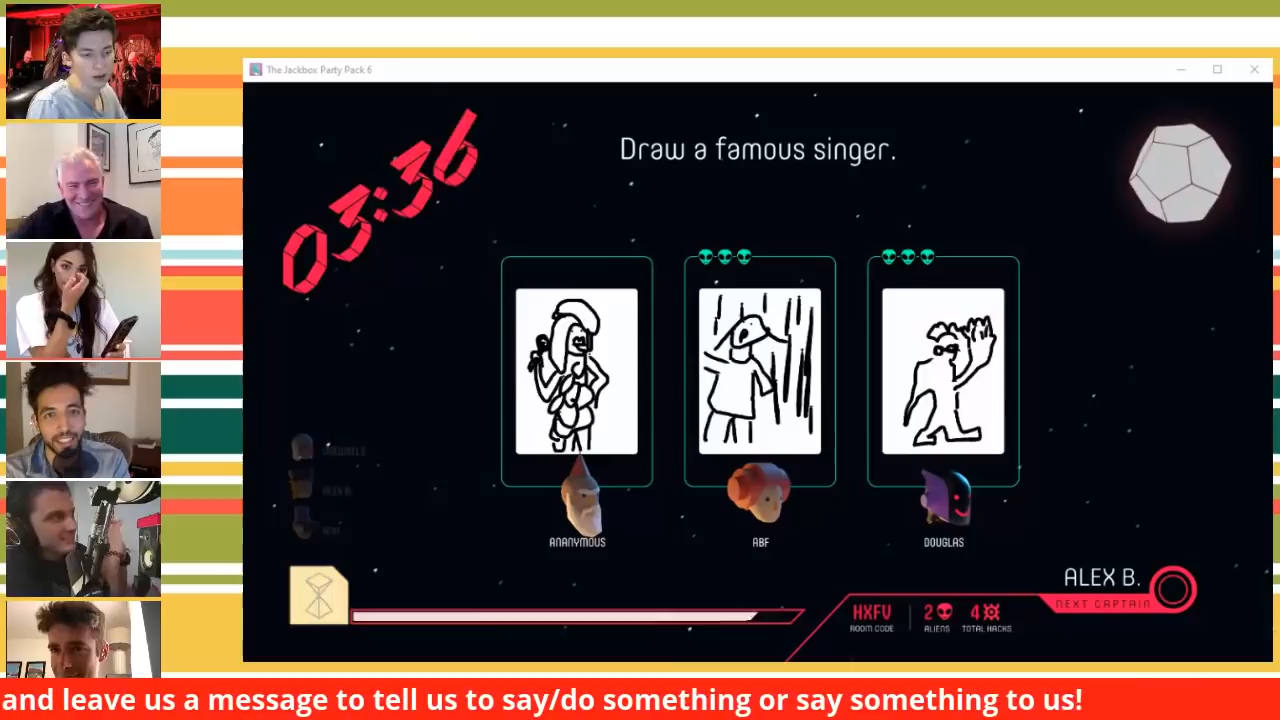 The Jackbox Party Pack 6
03:36
Draw a famous singer.
ANANYMOUS
ABF
DOUGLAS
ALEX B.
NEXT CAPTAIN
HXFV
ROOM CODE
2
ALIENS
4
TOTAL HACKS
and leave us a message to tell us to say/do something or say something to us!